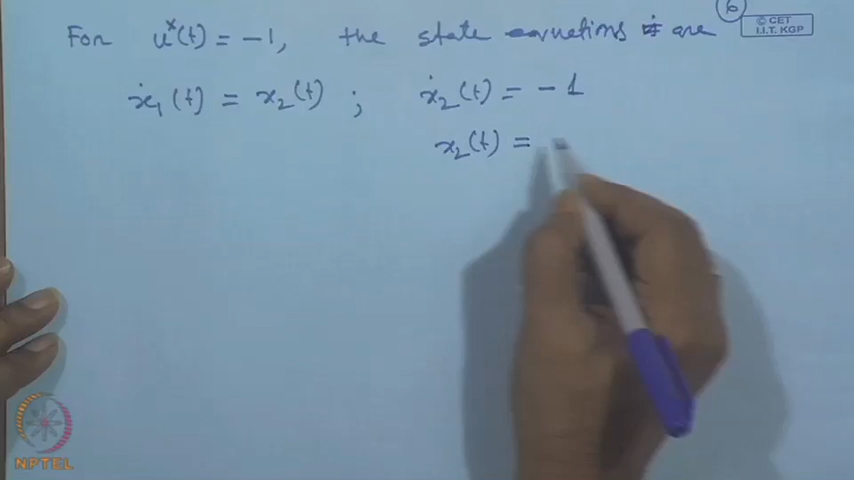 For u*(t) = -1, the state equations are
ẋ₁(t) = x₂(t) ; ẋ₂(t) = -1
x₂(t) = -
6
© CET
I.I.T. KGP
NPTEL